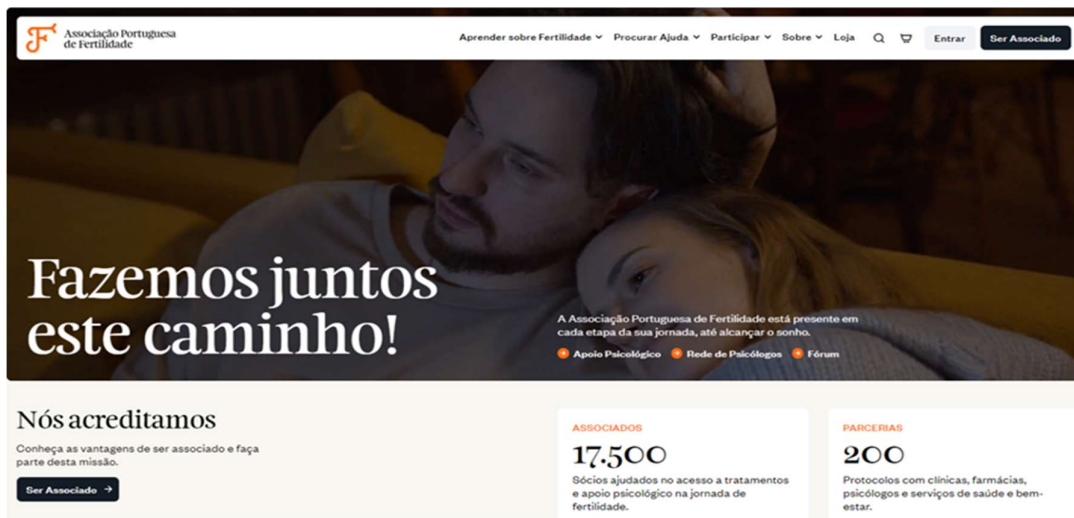 Associação Portuguesa
de Fertilidade
Aprender sobre Fertilidade
Procurar Ajuda
Participar
Sobre
Loja
Entrar
Ser Associado
Fazemos juntos
este caminho!
A Associação Portuguesa de Fertilidade está presente em
cada etapa da sua jornada, até alcançar o sonho.
Apoio Psicológico
Rede de Psicólogos
Fórum
Nós acreditamos
Conheça as vantagens de ser associado e faça
parte desta missão.
Ser Associado →
ASSOCIADOS
17.500
Sócios ajudados no acesso a tratamentos
e apoio psicológico na jornada de
fertilidade.
PARCERIAS
200
Protocolos com clínicas, farmácias,
psicólogos e serviços de saúde e bem-
estar.